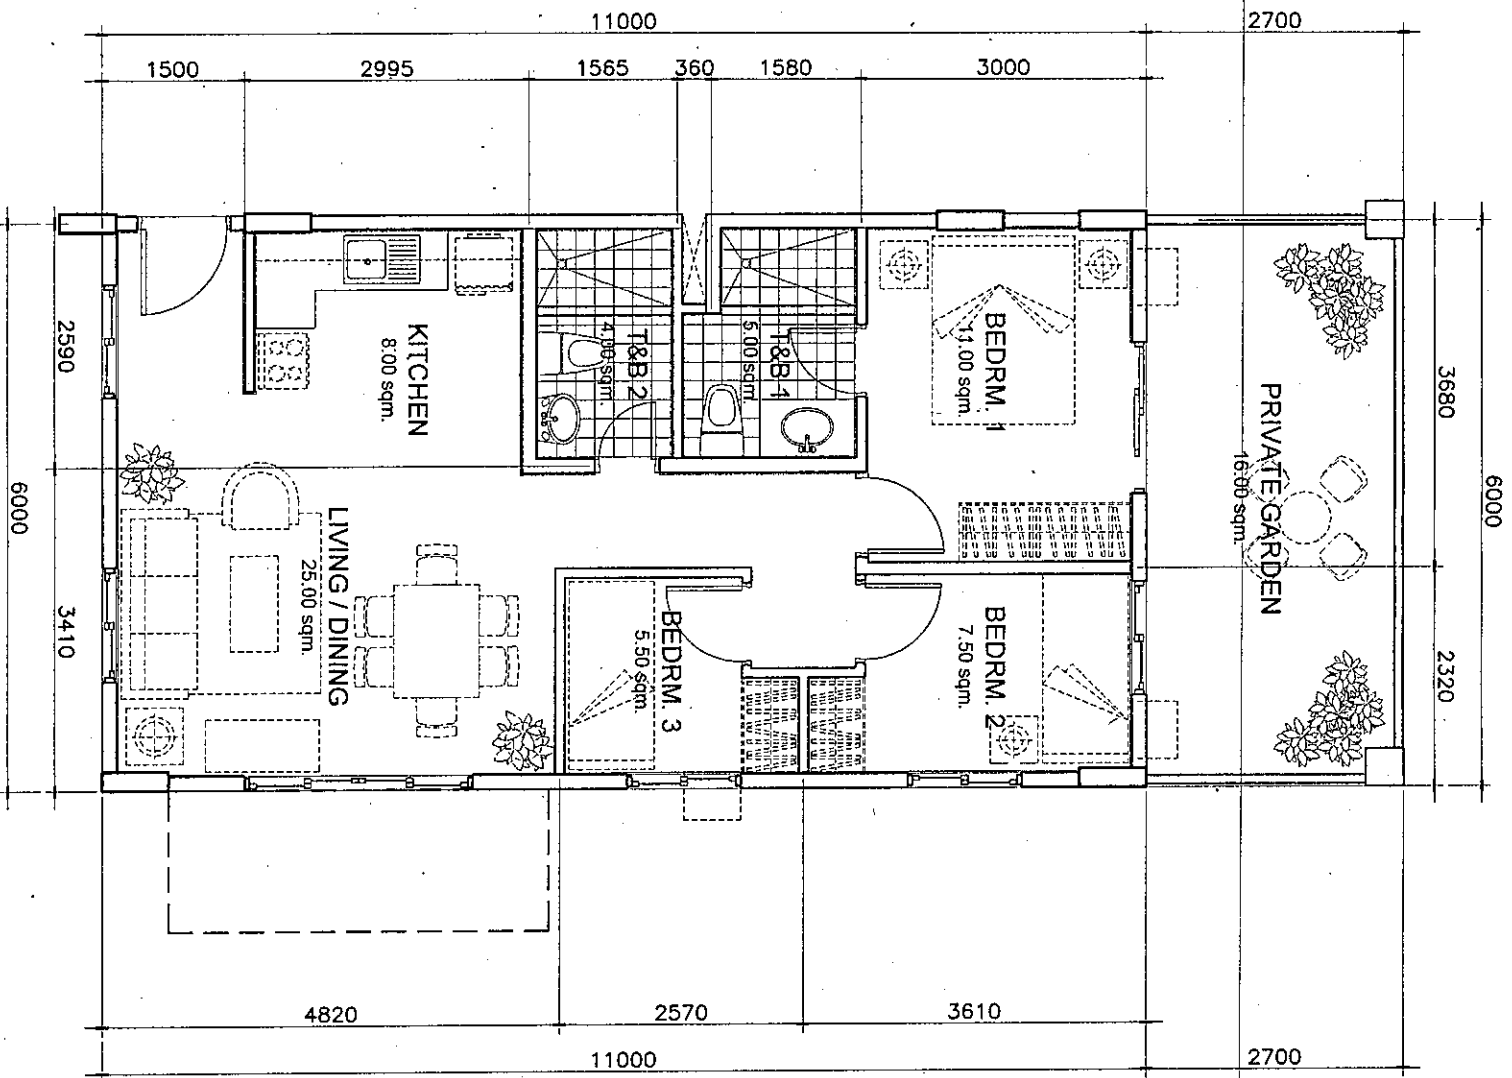 11000
2700
1500
2995
1565
360
1580
3000
2590
3410
6000
KITCHEN
8.00 sqm.
T&B 2
4.00 sqm.
T&B 1
5.00 sqm.
BEDRM. 1
11.00 sqm.
PRIVATE GARDEN
16.00 sqm.
3680
2320
6000
LIVING / DINING
25.00 sqm.
BEDRM. 3
5.50 sqm.
BEDRM. 2
7.50 sqm.
4820
2570
3610
11000
2700